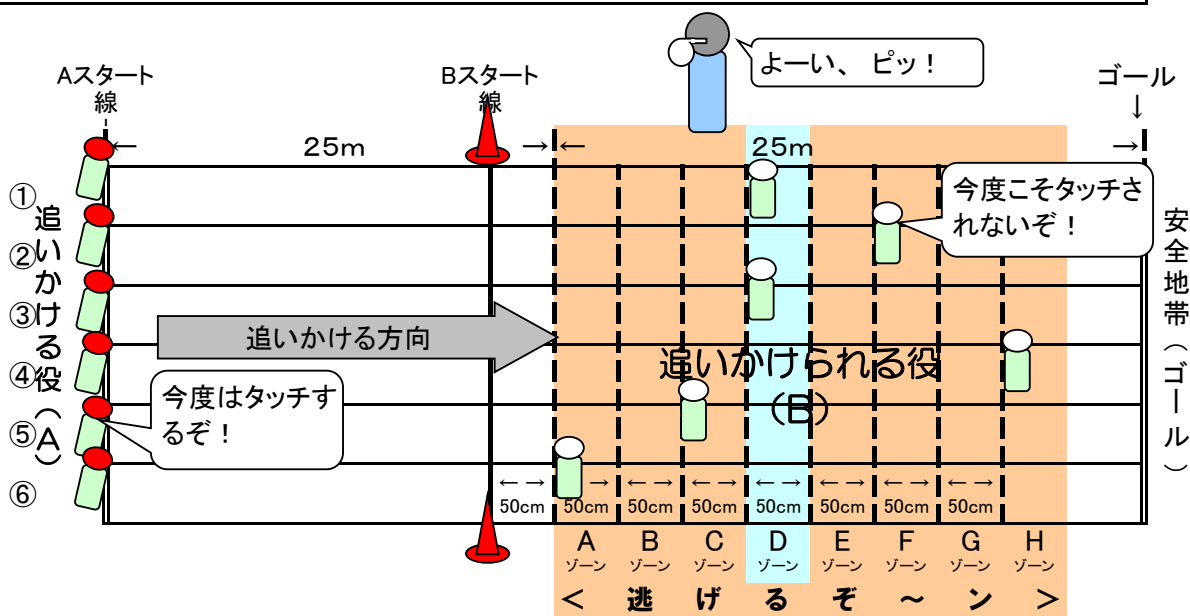 よーい、 ピッ！
Aスタート
線
Bスタート
線
ゴール
↓
← 25m →
← 25m →
今度こそタッチさ
れないぞ！
①
②
③
④
⑤
⑥
追いかける役（A）
追いかける方向
追いかけられる役
（B）
今度はタッチす
るぞ！
安全地帯（ゴール）
← → ← → ← → ← → ← → ← → ← →
50cm 50cm 50cm 50cm 50cm 50cm 50cm
A B C D E F G H
ゾーン ゾーン ゾーン ゾーン ゾーン ゾーン ゾーン ゾーン
＜ 逃 げ る ぞ ～ ン ＞